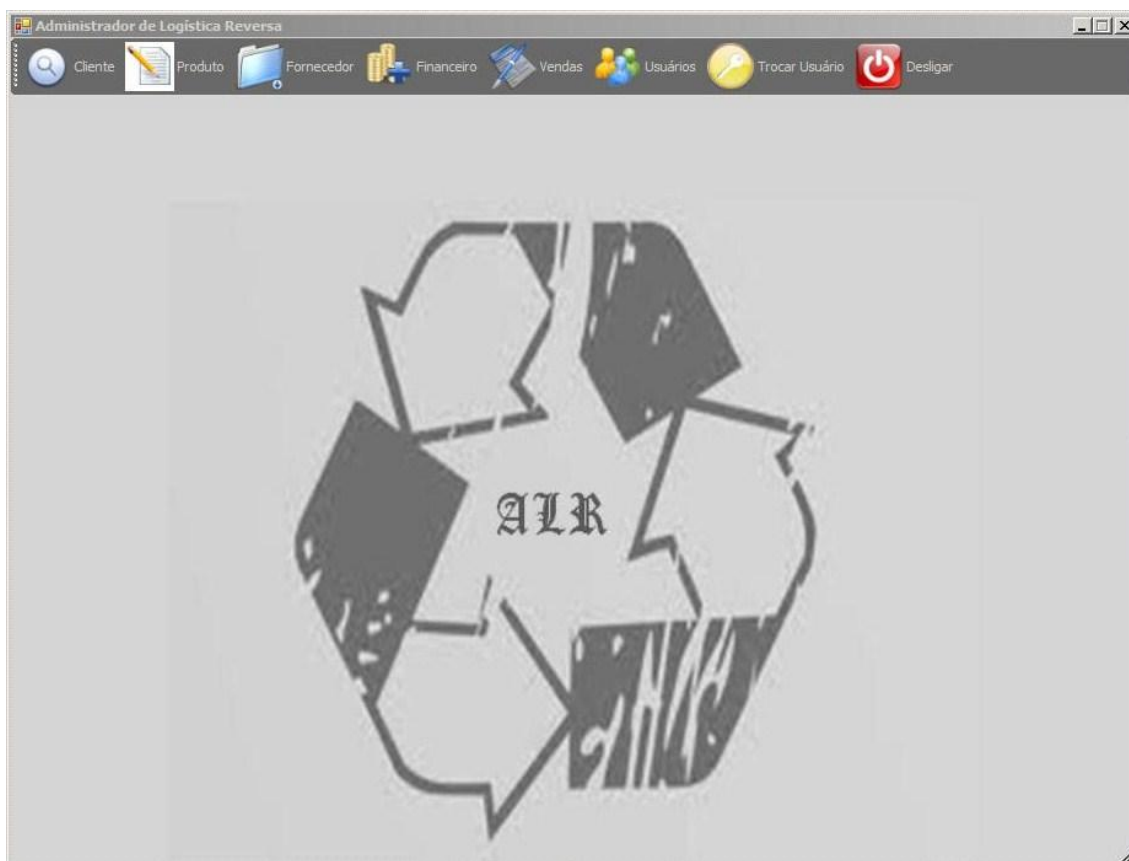 Administrador de Logística Reversa
Cliente Produto Fornecedor Financeiro Vendas Usuários Trocar Usuário Desligar
ALR